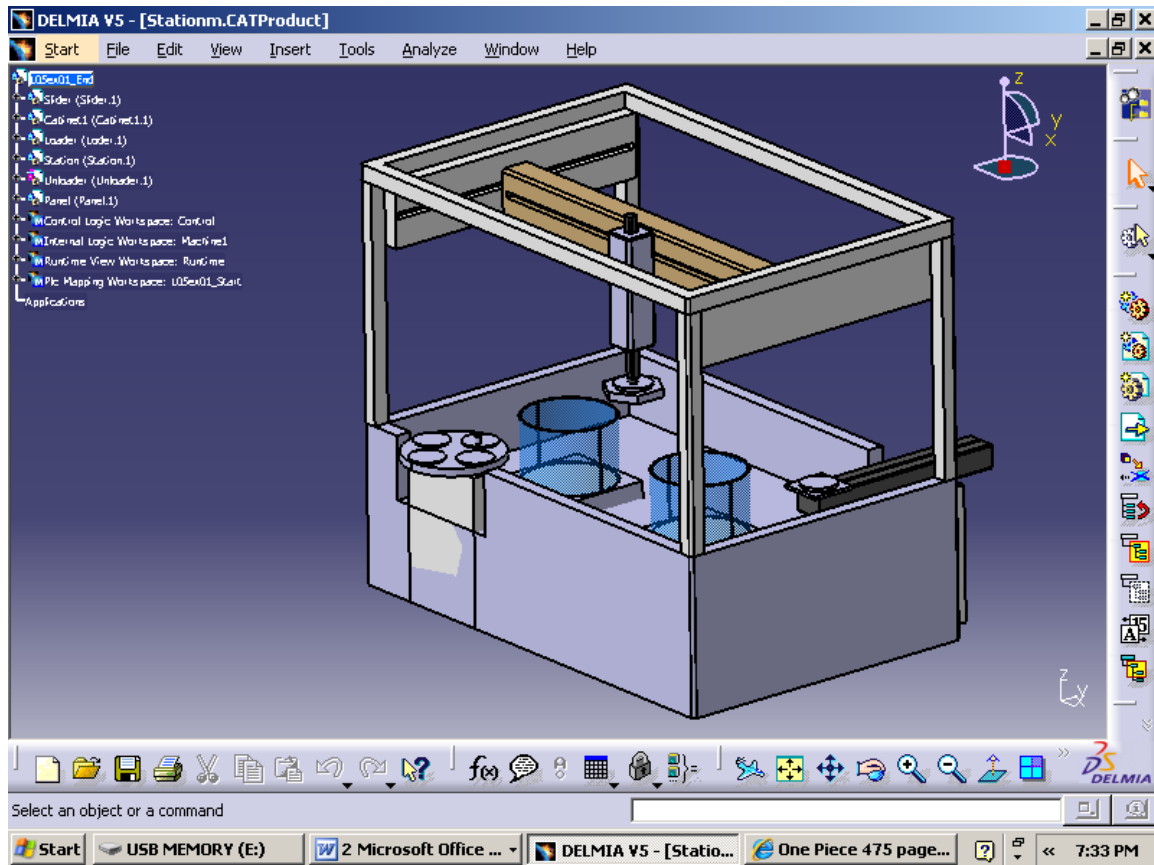 DELMIA V5 - [Stationm.CATProduct]
Start File Edit View Insert Tools Analyze Window Help
L05ex01_End
Slider (Slider.1)
Cabinet1 (Cabinet1.1)
Loader (Loader.1)
Station (Station.1)
Unloader (Unloader.1)
Panel (Panel.1)
Control Logic Workspace: Control
Internal Logic Workspace: Machine1
Runtime View Workspace: Runtime
Plc Mapping Workspace: L05ex01_Start
Applications
z
y
x
15
A
z
y
f(x)
DELMIA
Select an object or a command
Start USB MEMORY (E:) 2 Microsoft Office ... DELMIA V5 - [Statio... One Piece 475 page... « 7:33 PM